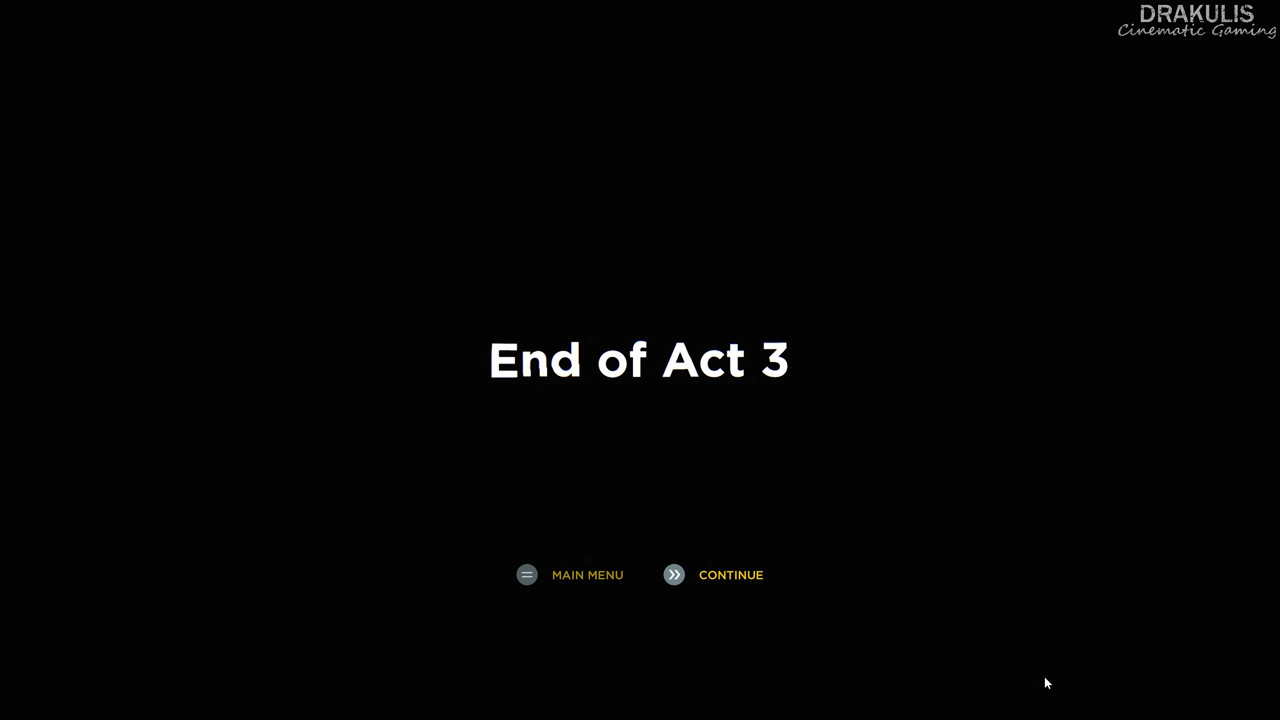 DRAKULIS
Cinematic Gaming
End of Act 3
MAIN MENU
CONTINUE